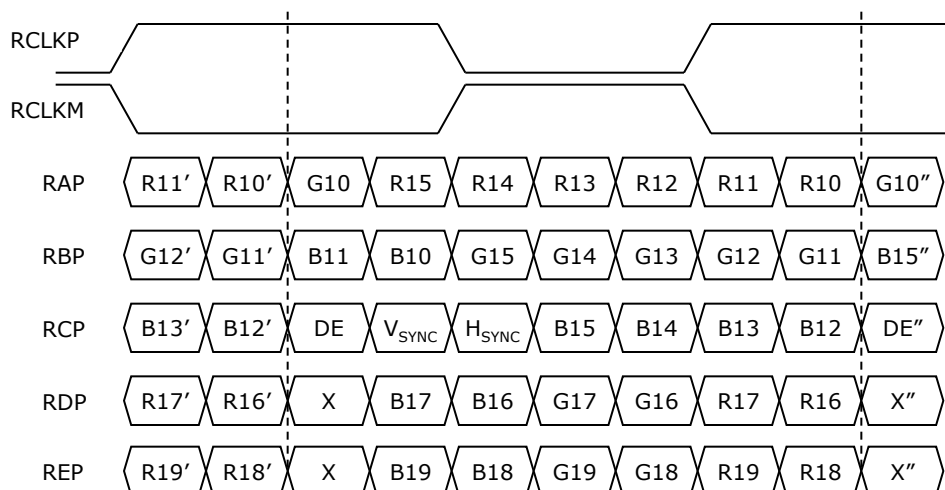 RCLKP
RCLKM
RAP R11′ R10′ G10 R15 R14 R13 R12 R11 R10 G10″
RBP G12′ G11′ B11 B10 G15 G14 G13 G12 G11 B15″
RCP B13′ B12′ DE VSYNC HSYNC B15 B14 B13 B12 DE″
RDP R17′ R16′ X B17 B16 G17 G16 R17 R16 X″
REP R19′ R18′ X B19 B18 G19 G18 R19 R18 X″